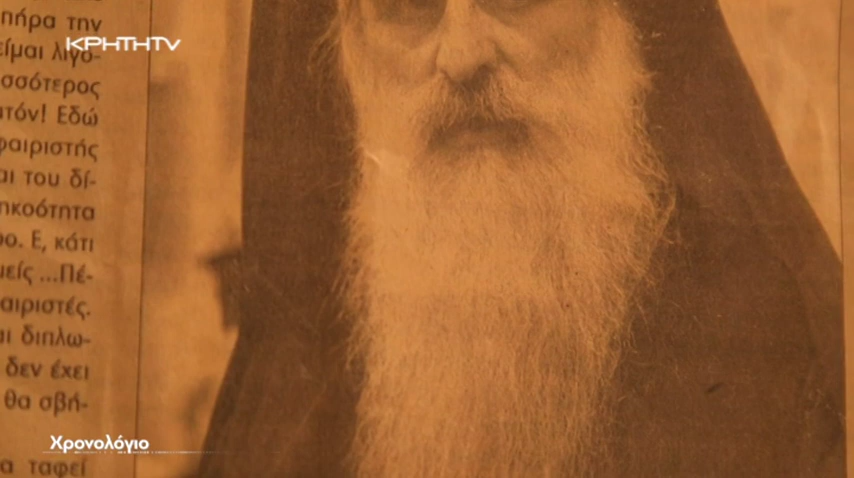 ΚΡΗΤΗTV
πήρα την
είμαι λιγό-
σσότερος
ατόν! Εδώ
φαιριστής
αι του δί-
ηκοότητα
ρο. Ε, κάτι
μείς ...Πέ-
αιριστές.
αι διπλω-
δεν έχει
θα σβή-
α ταφεί
Χρονολόγιο